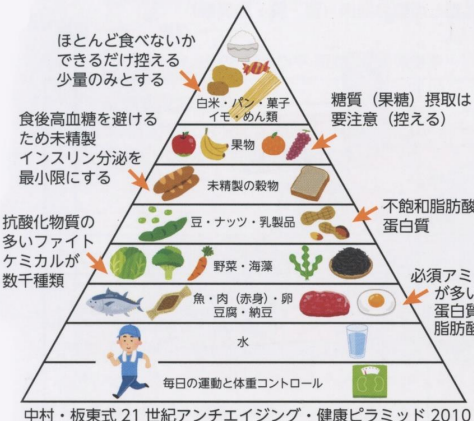 ほとんど食べないか
できるだけ控える
少量のみとする
白米・パン・菓子
イモ・めん類
糖質（果糖）摂取は
要注意（控える）
食後高血糖を避ける
ため未精製
インスリン分泌を
最小限にする
果物
未精製の穀物
不飽和脂肪酸
蛋白質
豆・ナッツ・乳製品
抗酸化物質の
多いファイト
ケミカルが
数千種類
野菜・海藻
必須アミ
が多い
蛋白質
脂肪酸
魚・肉（赤身）・卵
豆腐・納豆
水
毎日の運動と体重コントロール
中村・板東式 21 世紀アンチエイジング・健康ピラミッド 2010